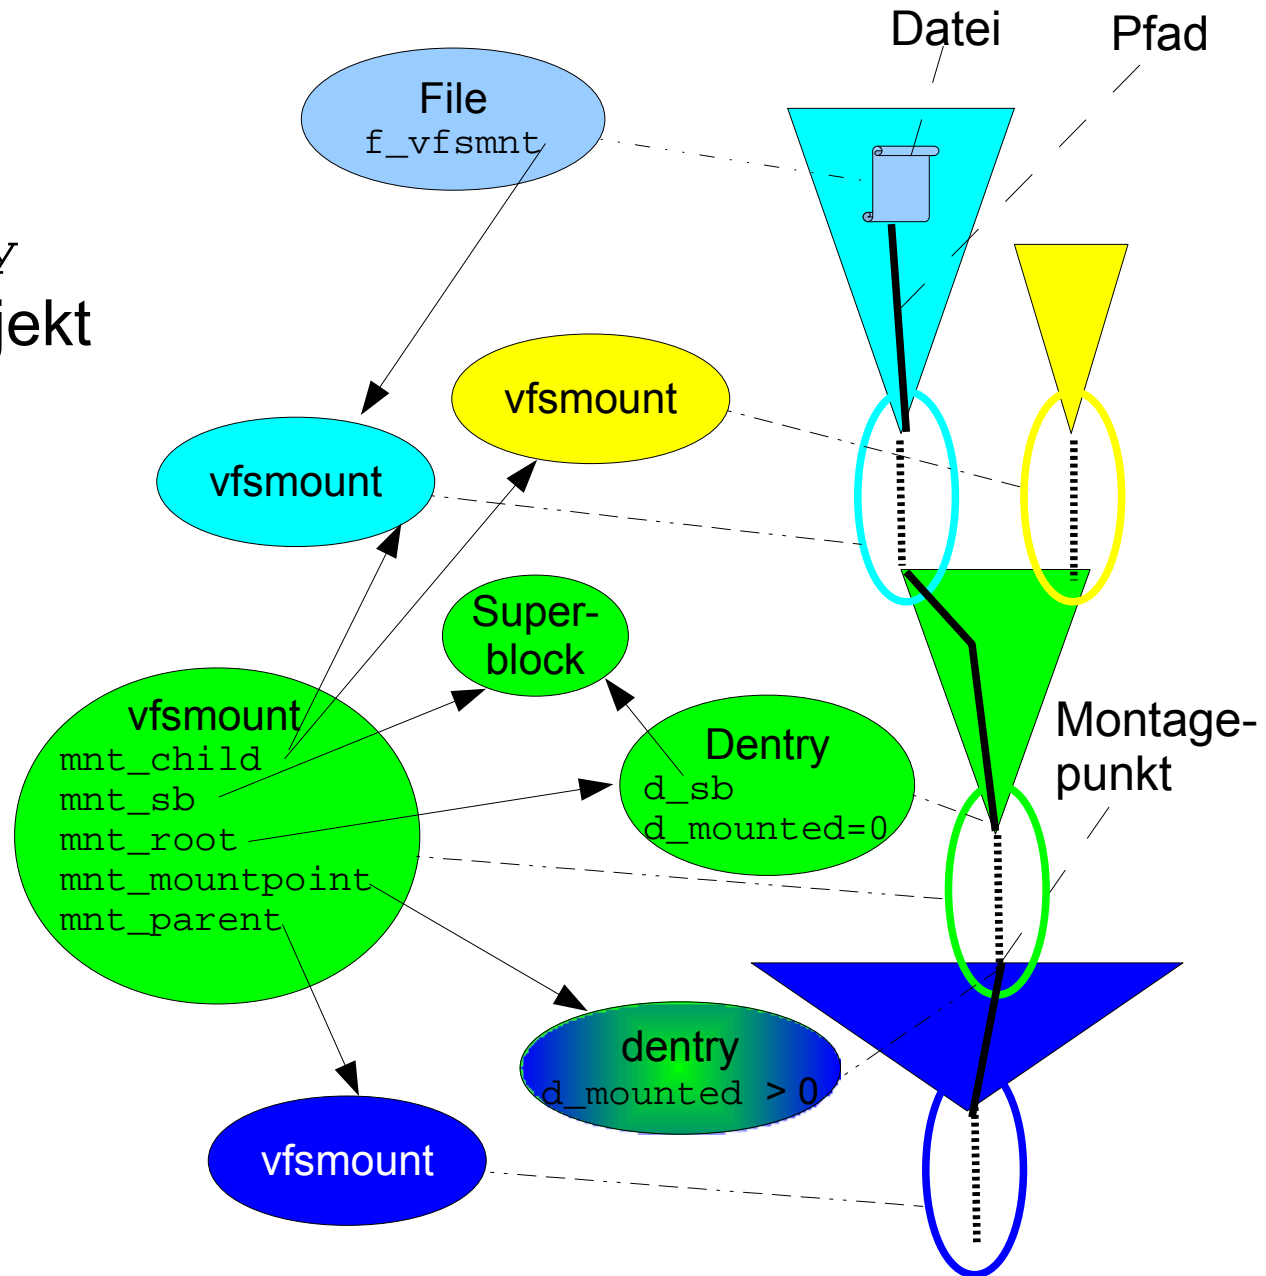 Datei
Pfad
File
f_vfsmnt
y
jekt
vfsmount
vfsmount
Super-
block
vfsmount
mnt_child
mnt_sb
mnt_root
mnt_mountpoint
mnt_parent
Dentry
d_sb
d_mounted=0
Montage-
punkt
dentry
d_mounted > 0
vfsmount